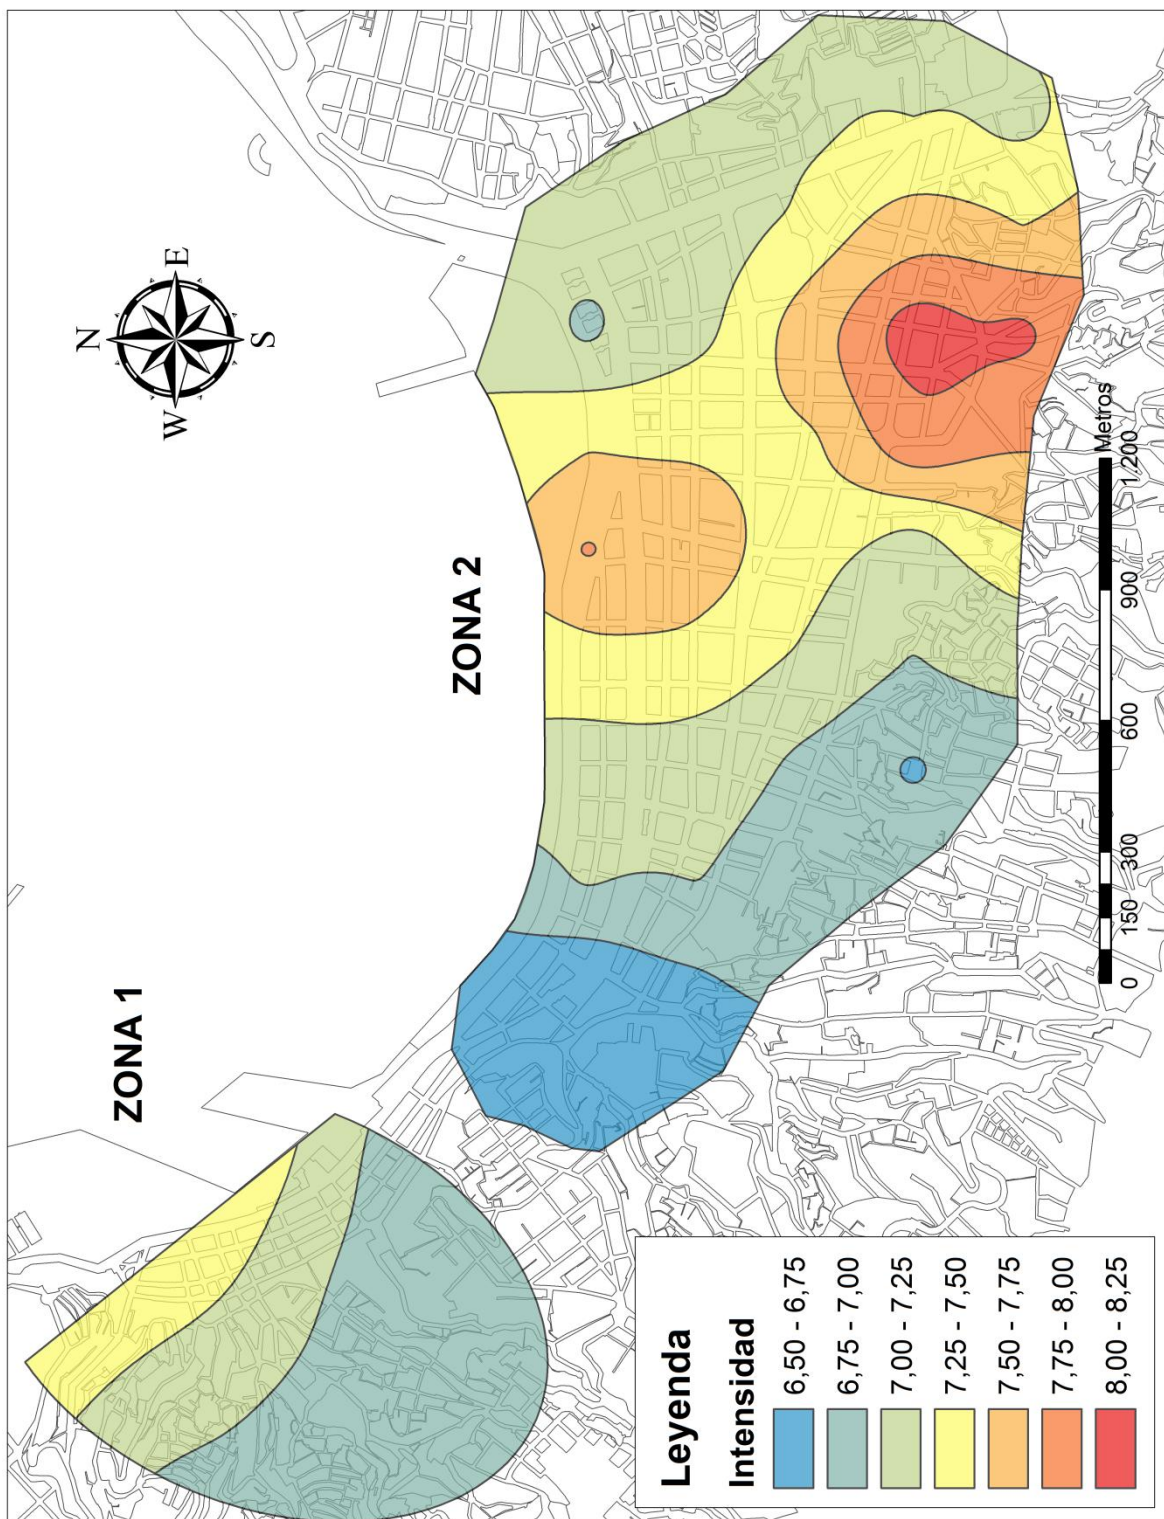 N
W
E
S
ZONA 1
ZONA 2
Leyenda
Intensidad
6,50 - 6,75
6,75 - 7,00
7,00 - 7,25
7,25 - 7,50
7,50 - 7,75
7,75 - 8,00
8,00 - 8,25
0 150 300 600 900 1.200
Metros